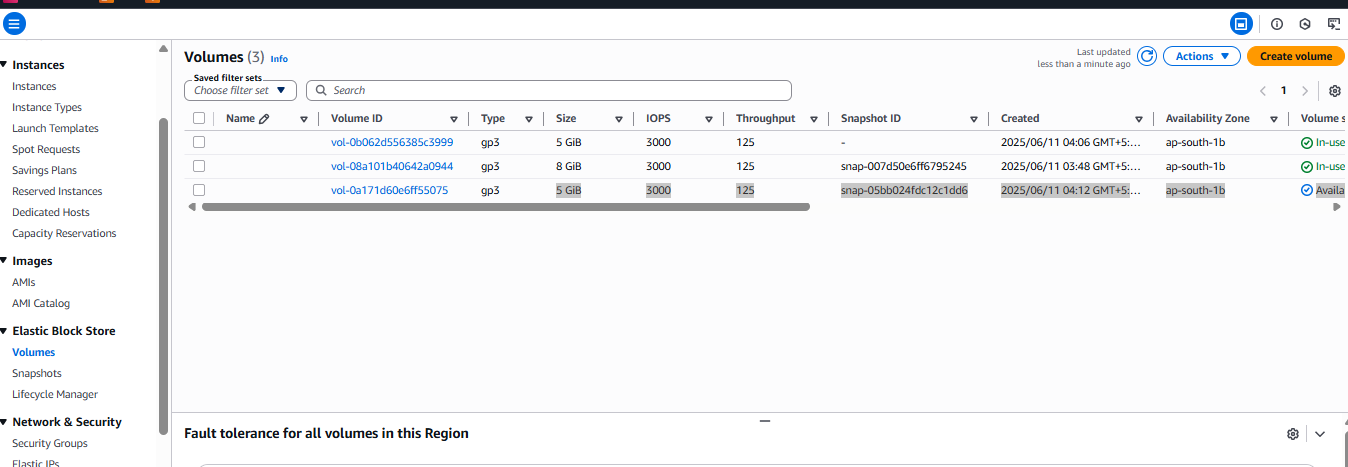 Instances
Instances
Instance Types
Launch Templates
Spot Requests
Savings Plans
Reserved Instances
Dedicated Hosts
Capacity Reservations
Images
AMIs
AMI Catalog
Elastic Block Store
Volumes
Snapshots
Lifecycle Manager
Network & Security
Security Groups
Elastic IPs
Volumes (3) Info
Last updated
less than a minute ago
Actions
Create volume
Saved filter sets
Choose filter set
Search
1
Name Volume ID Type Size IOPS Throughput Snapshot ID Created Availability Zone Volume s
vol-0b062d556385c3999 gp3 5 GiB 3000 125 - 2025/06/11 04:06 GMT+5:... ap-south-1b In-use
vol-08a101b40642a0944 gp3 8 GiB 3000 125 snap-007d50e6ff6795245 2025/06/11 03:48 GMT+5:... ap-south-1b In-use
vol-0a171d60e6ff55075 gp3 5 GiB 3000 125 snap-05bb024fdc12c1dd6 2025/06/11 04:12 GMT+5:... ap-south-1b Availa
Fault tolerance for all volumes in this Region